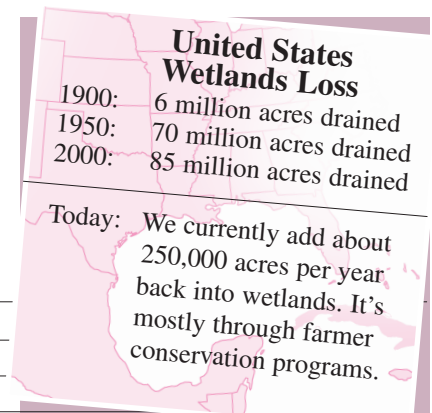 United States
Wetlands Loss
1900: 6 million acres drained
1950: 70 million acres drained
2000: 85 million acres drained
Today: We currently add about
250,000 acres per year
back into wetlands. It's
mostly through farmer
conservation programs.